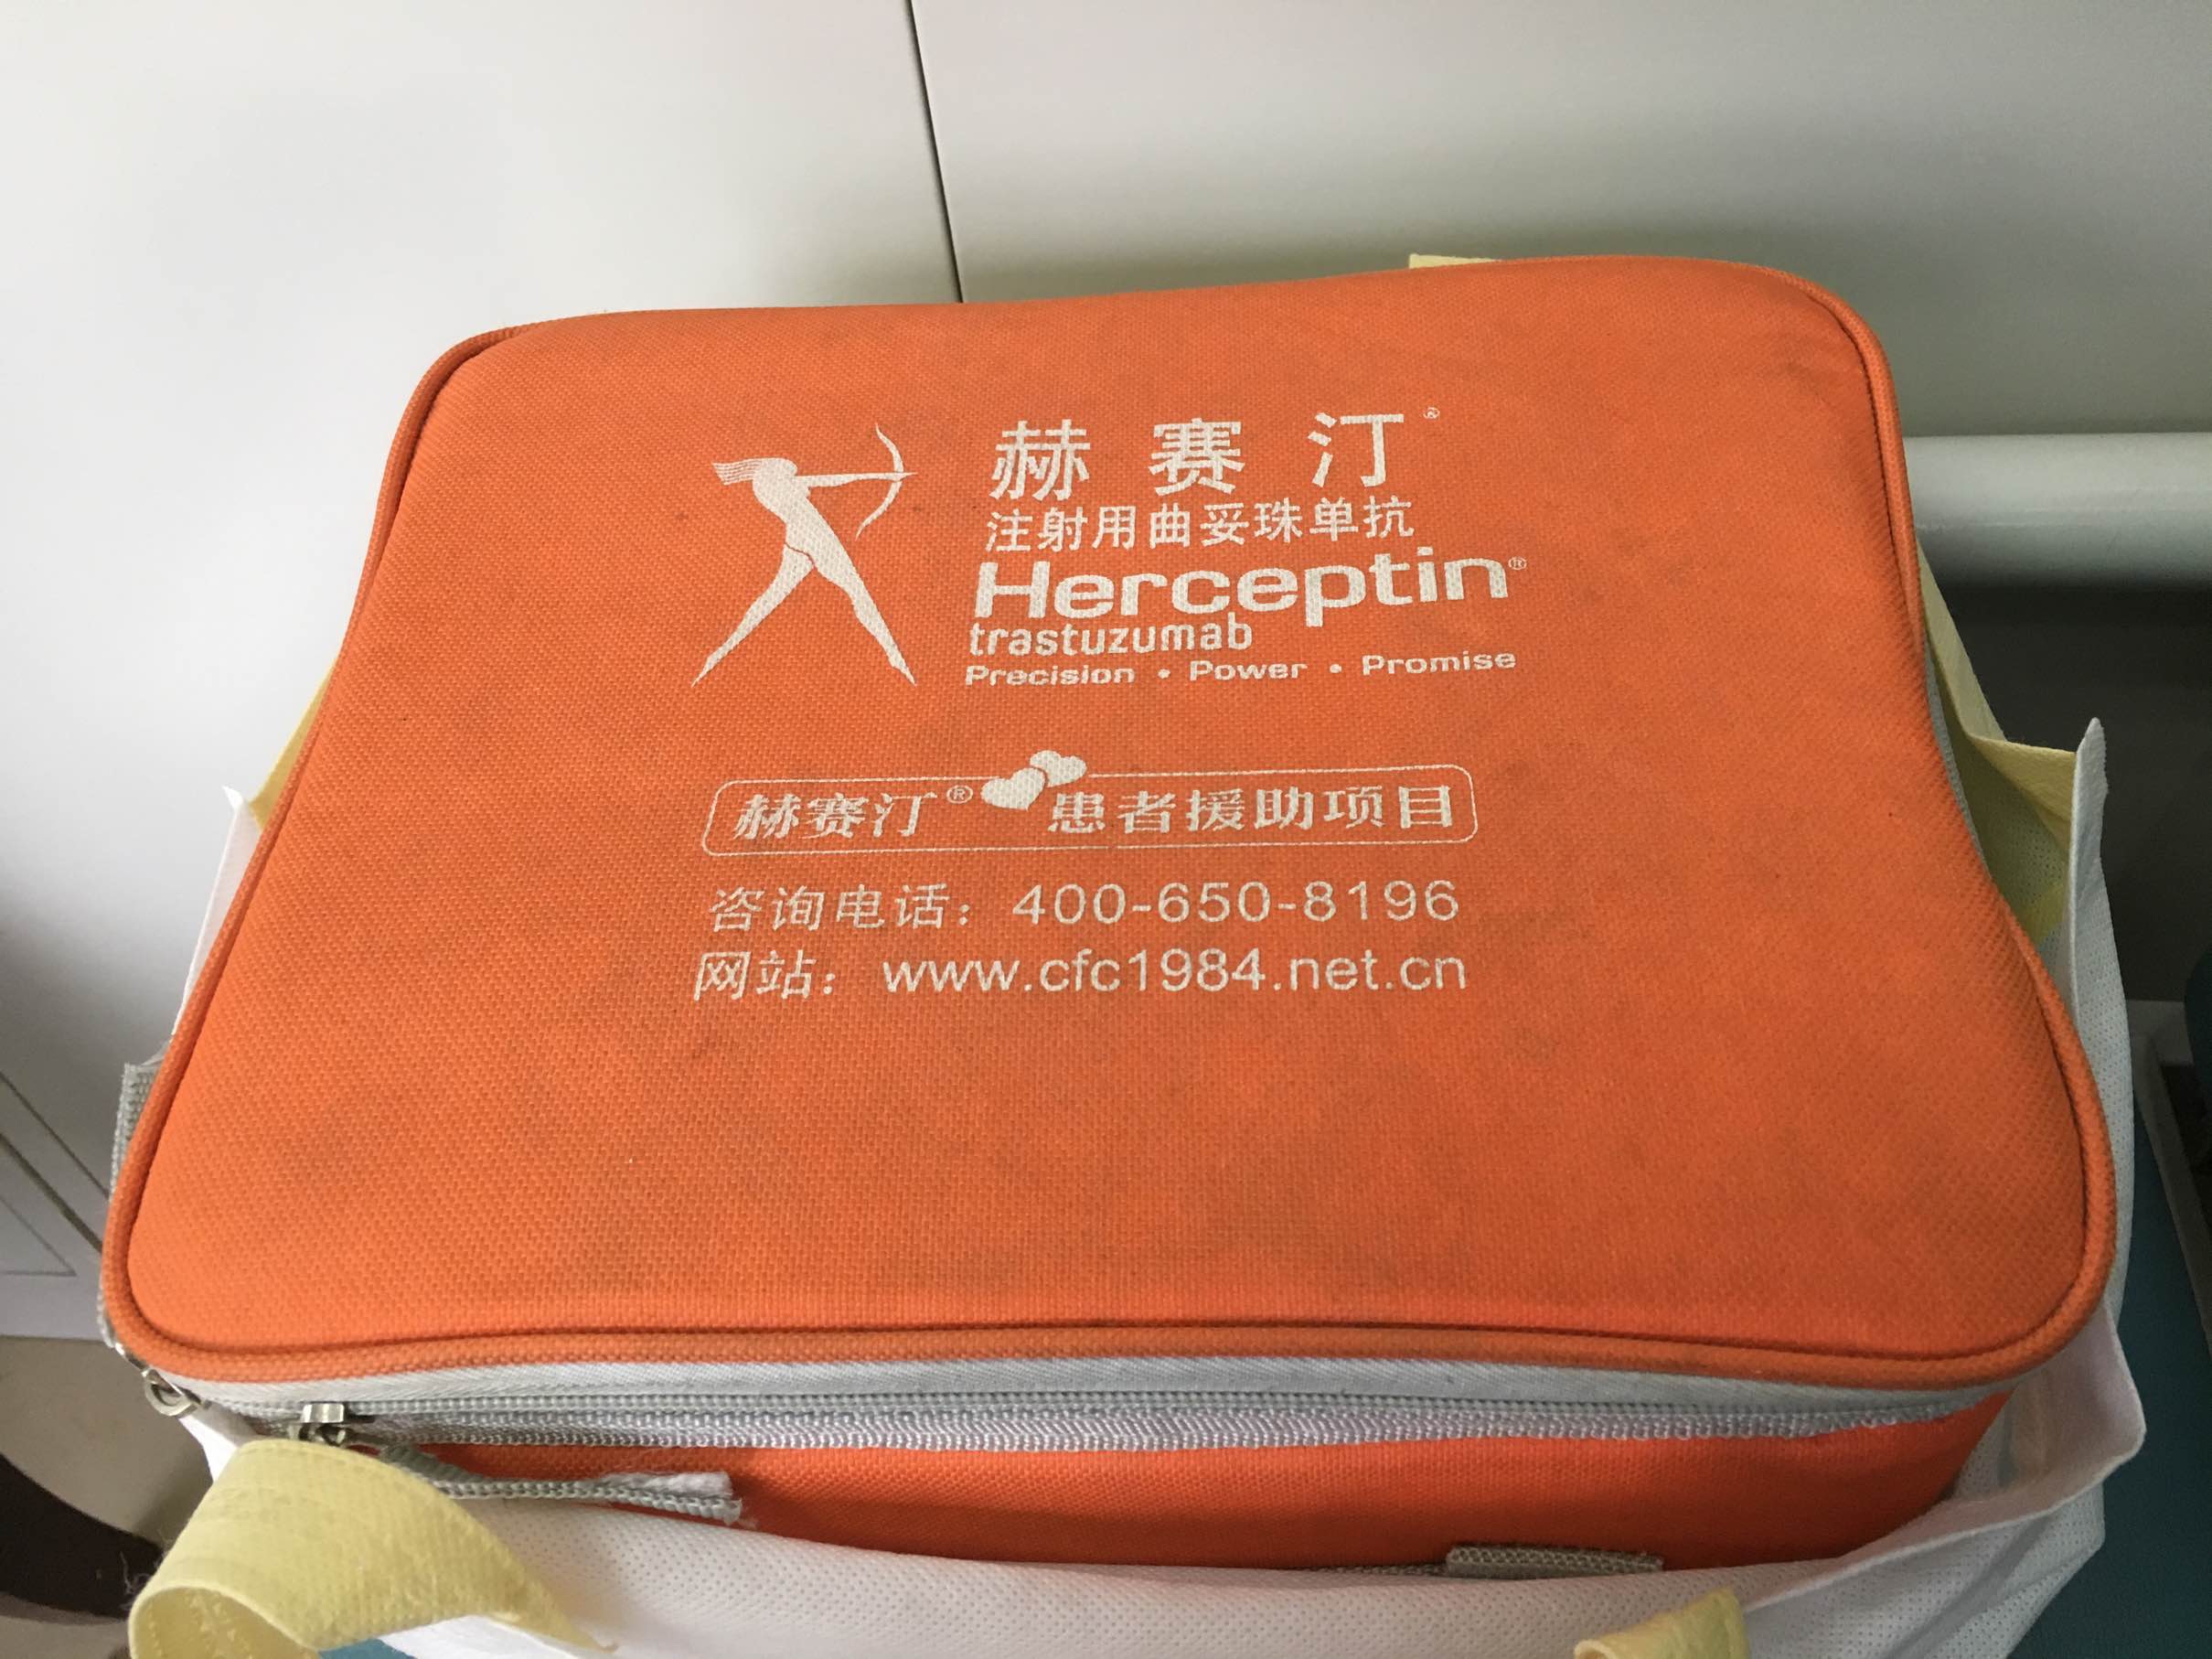 赫赛汀®
注射用曲妥珠单抗
Herceptin®
trastuzumab
Precision • Power • Promise
赫赛汀® 患者援助项目
咨询电话：400-650-8196
网站：www.cfc1984.net.cn